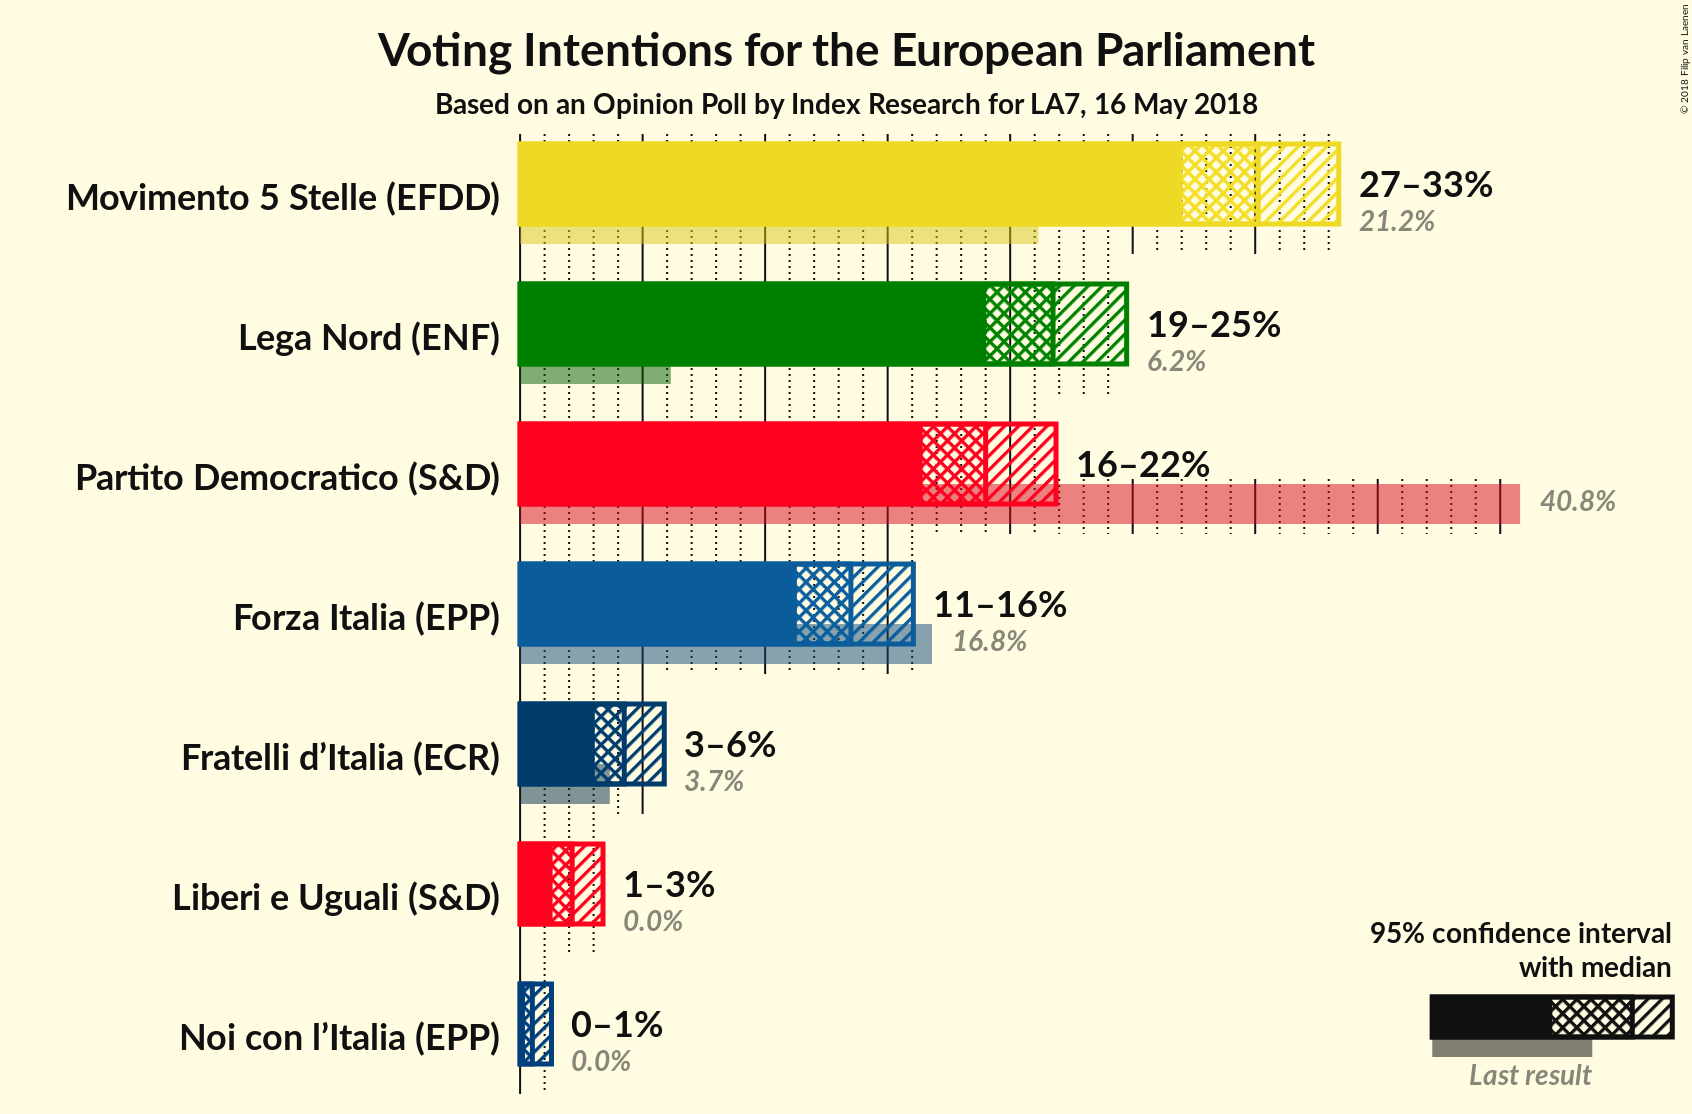 Voting Intentions for the European Parliament
Based on an Opinion Poll by Index Research for LA7, 16 May 2018
© 2018 Filip van Laenen
Movimento 5 Stelle (EFDD)
27–33%
21.2%
Lega Nord (ENF)
19–25%
6.2%
Partito Democratico (S&D)
16–22%
40.8%
Forza Italia (EPP)
11–16%
16.8%
Fratelli d’Italia (ECR)
3–6%
3.7%
Liberi e Uguali (S&D)
1–3%
0.0%
Noi con l’Italia (EPP)
0–1%
0.0%
95% confidence interval
with median
Last result